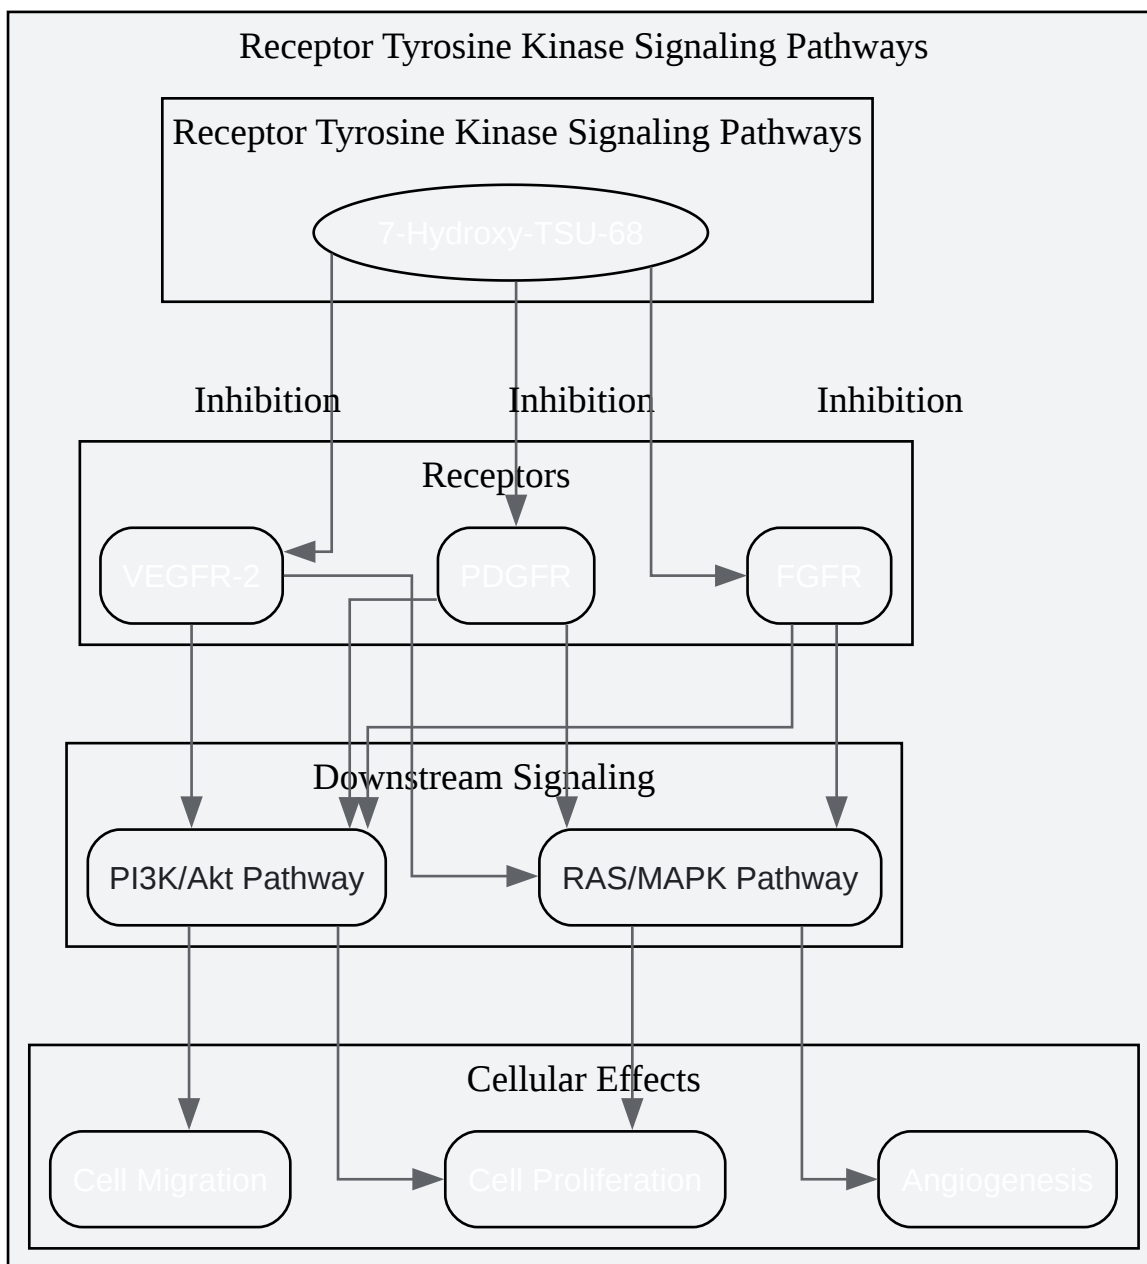 Receptor Tyrosine Kinase Signaling Pathways
Receptor Tyrosine Kinase Signaling Pathways
7-Hydroxy-TSU-68
Inhibition Inhibition Inhibition
Receptors
VEGFR-2 PDGFR FGFR
Downstream Signaling
PI3K/Akt Pathway RAS/MAPK Pathway
Cellular Effects
Cell Migration Cell Proliferation Angiogenesis